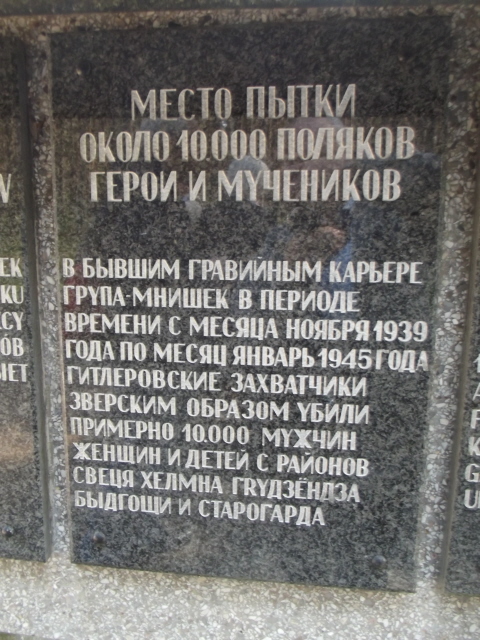 МЕСТО ПЫТКИ
ОКОЛО 10.000 ПОЛЯКОВ
ГЕРОИ И МУЧЕНИКОВ
В БЫВШИМ ГРАВИЙНЫМ КАРЬЕРЕ
ГРУПА-МНИШЕК В ПЕРИОДЕ
ВРЕМЕНИ С МЕСЯЦА НОЯБРЯ 1939
ГОДА ПО МЕСЯЦ ЯНВАРЬ 1945 ГОДА
ГИТЛЕРОВСКИЕ ЗАХВАТЧИКИ
ЗВЕРСКИМ ОБРАЗОМ УБИЛИ
ПРИМЕРНО 10.000 МУЖЧИН
ЖЕНЩИН И ДЕТЕЙ С РАЙОНОВ
СВЕЦЯ ХЕЛМНА ГRУДЗЁНДЗА
БЫДГОЩИ И СТАРОГАРДА